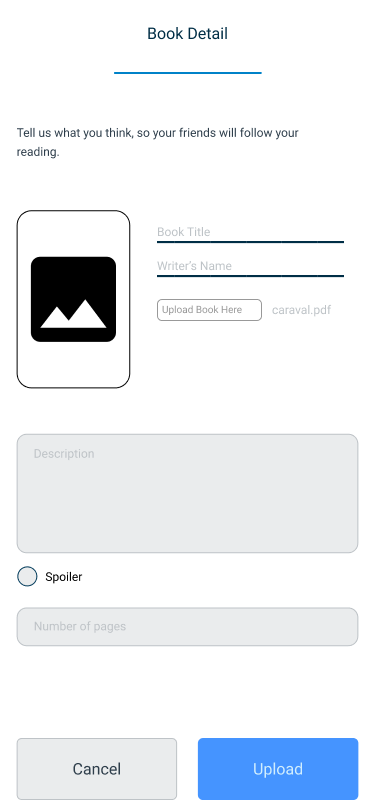 Book Detail
Tell us what you think, so your friends will follow your
reading.
Book Title
Writer's Name
Upload Book Here
caraval.pdf
Description
Spoiler
Number of pages
Cancel
Upload